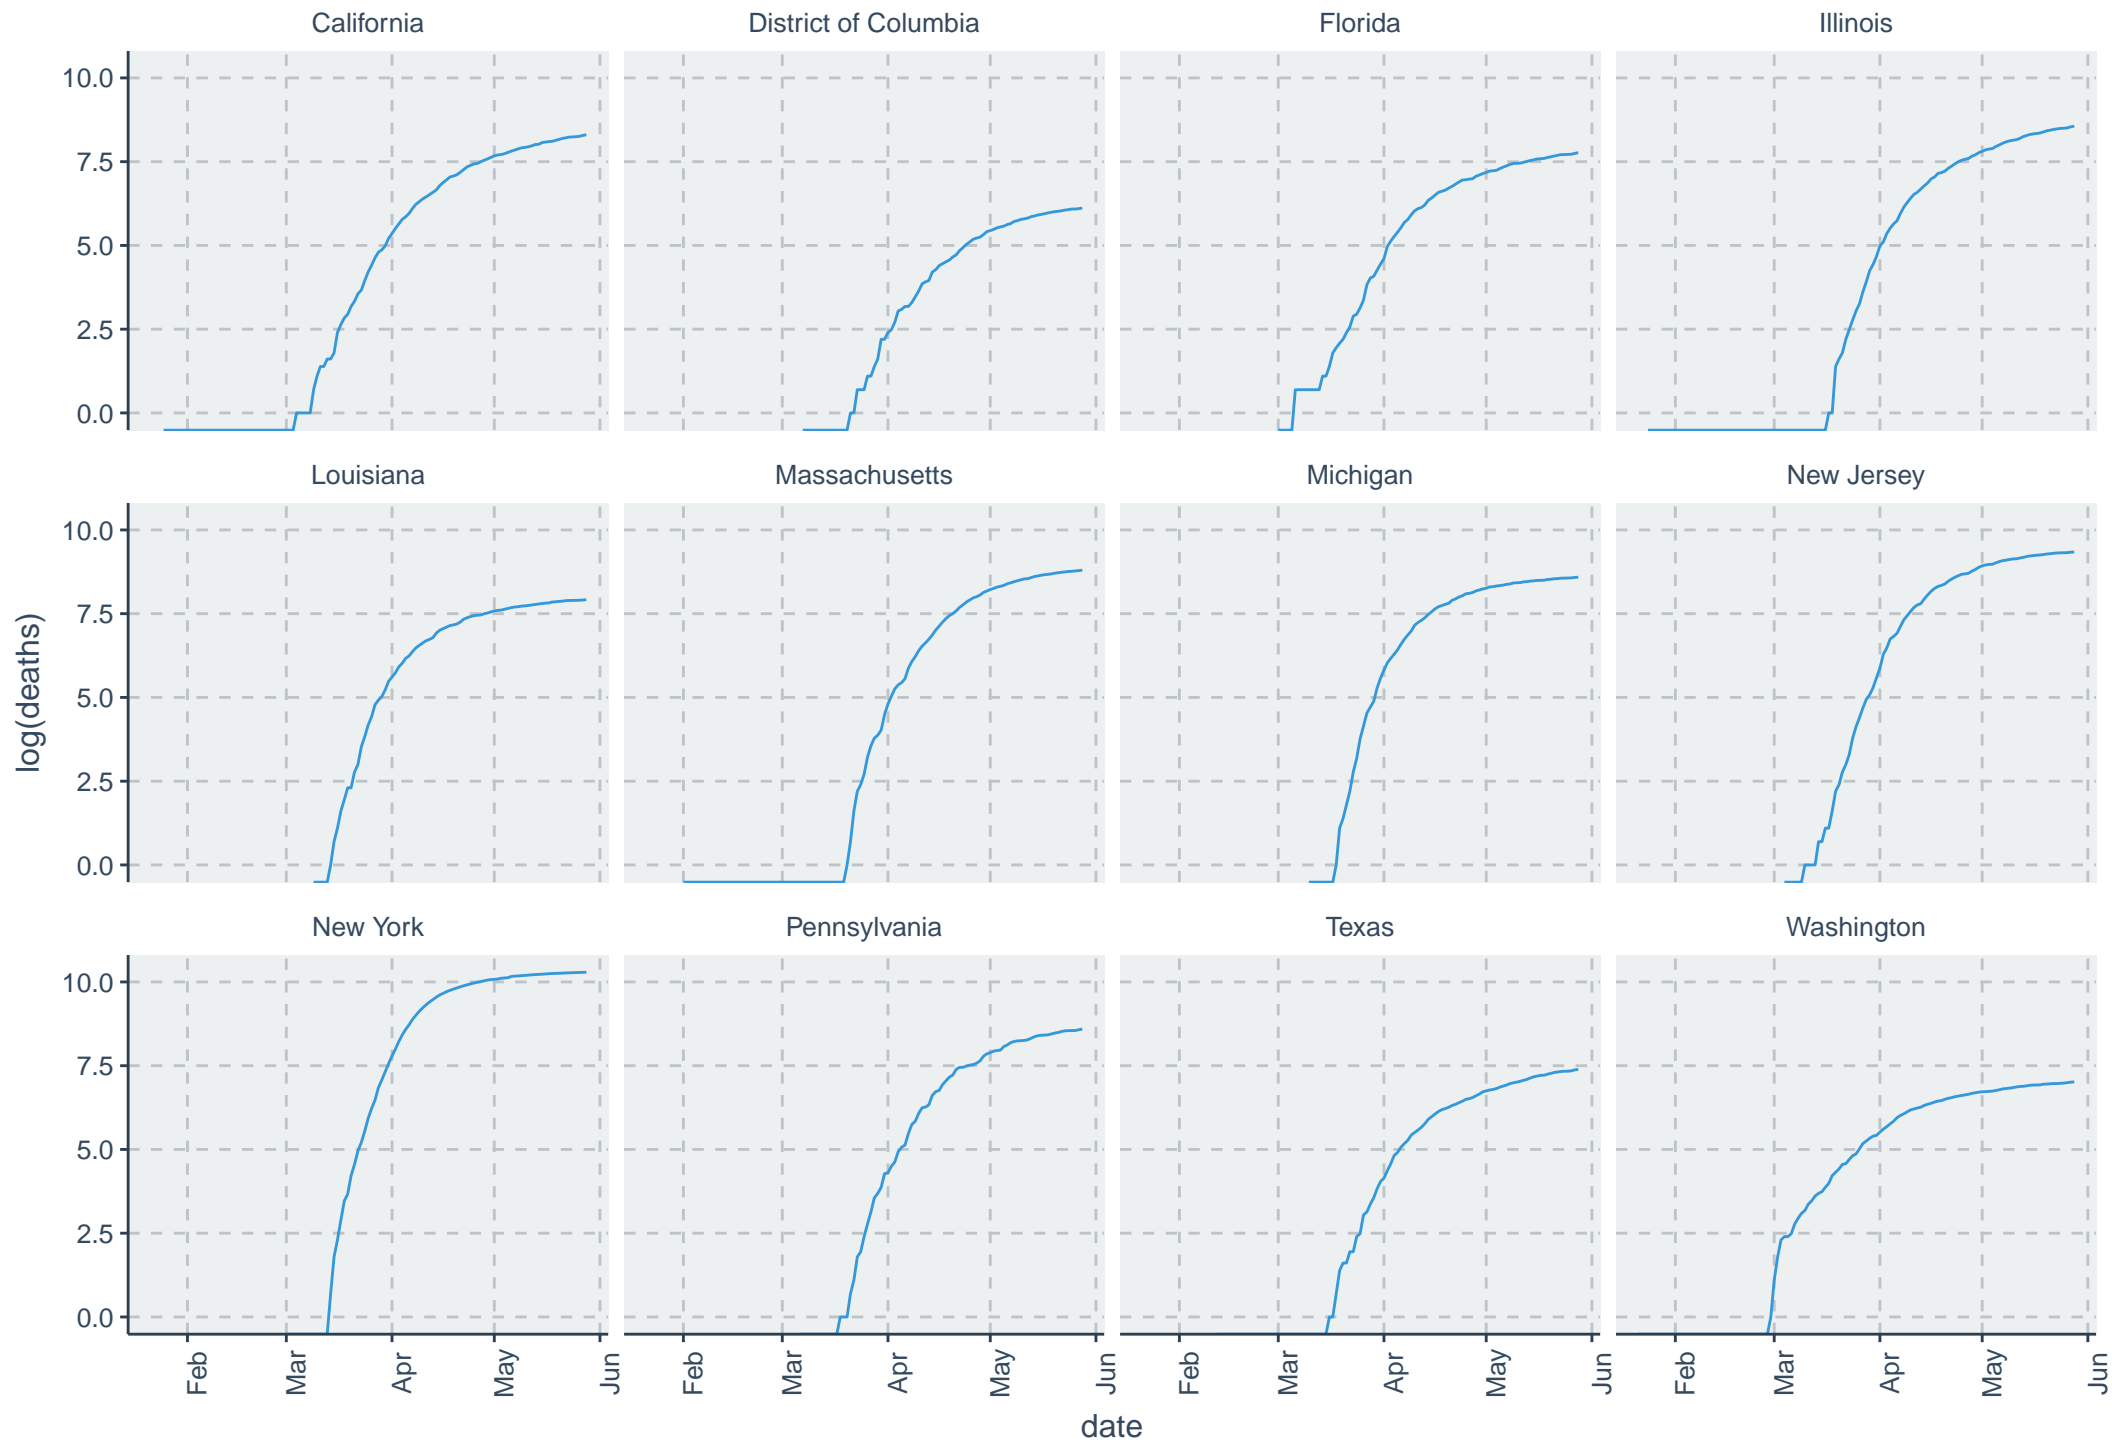 California
District of Columbia
Florida
Illinois
10.0
7.5
5.0
2.5
0.0
Louisiana
Massachusetts
Michigan
New Jersey
10.0
7.5
5.0
2.5
0.0
log(deaths)
New York
Pennsylvania
Texas
Washington
10.0
7.5
5.0
2.5
0.0
Feb
Mar
Apr
May
Jun
Feb
Mar
Apr
May
Jun
Feb
Mar
Apr
May
Jun
Feb
Mar
Apr
May
Jun
date